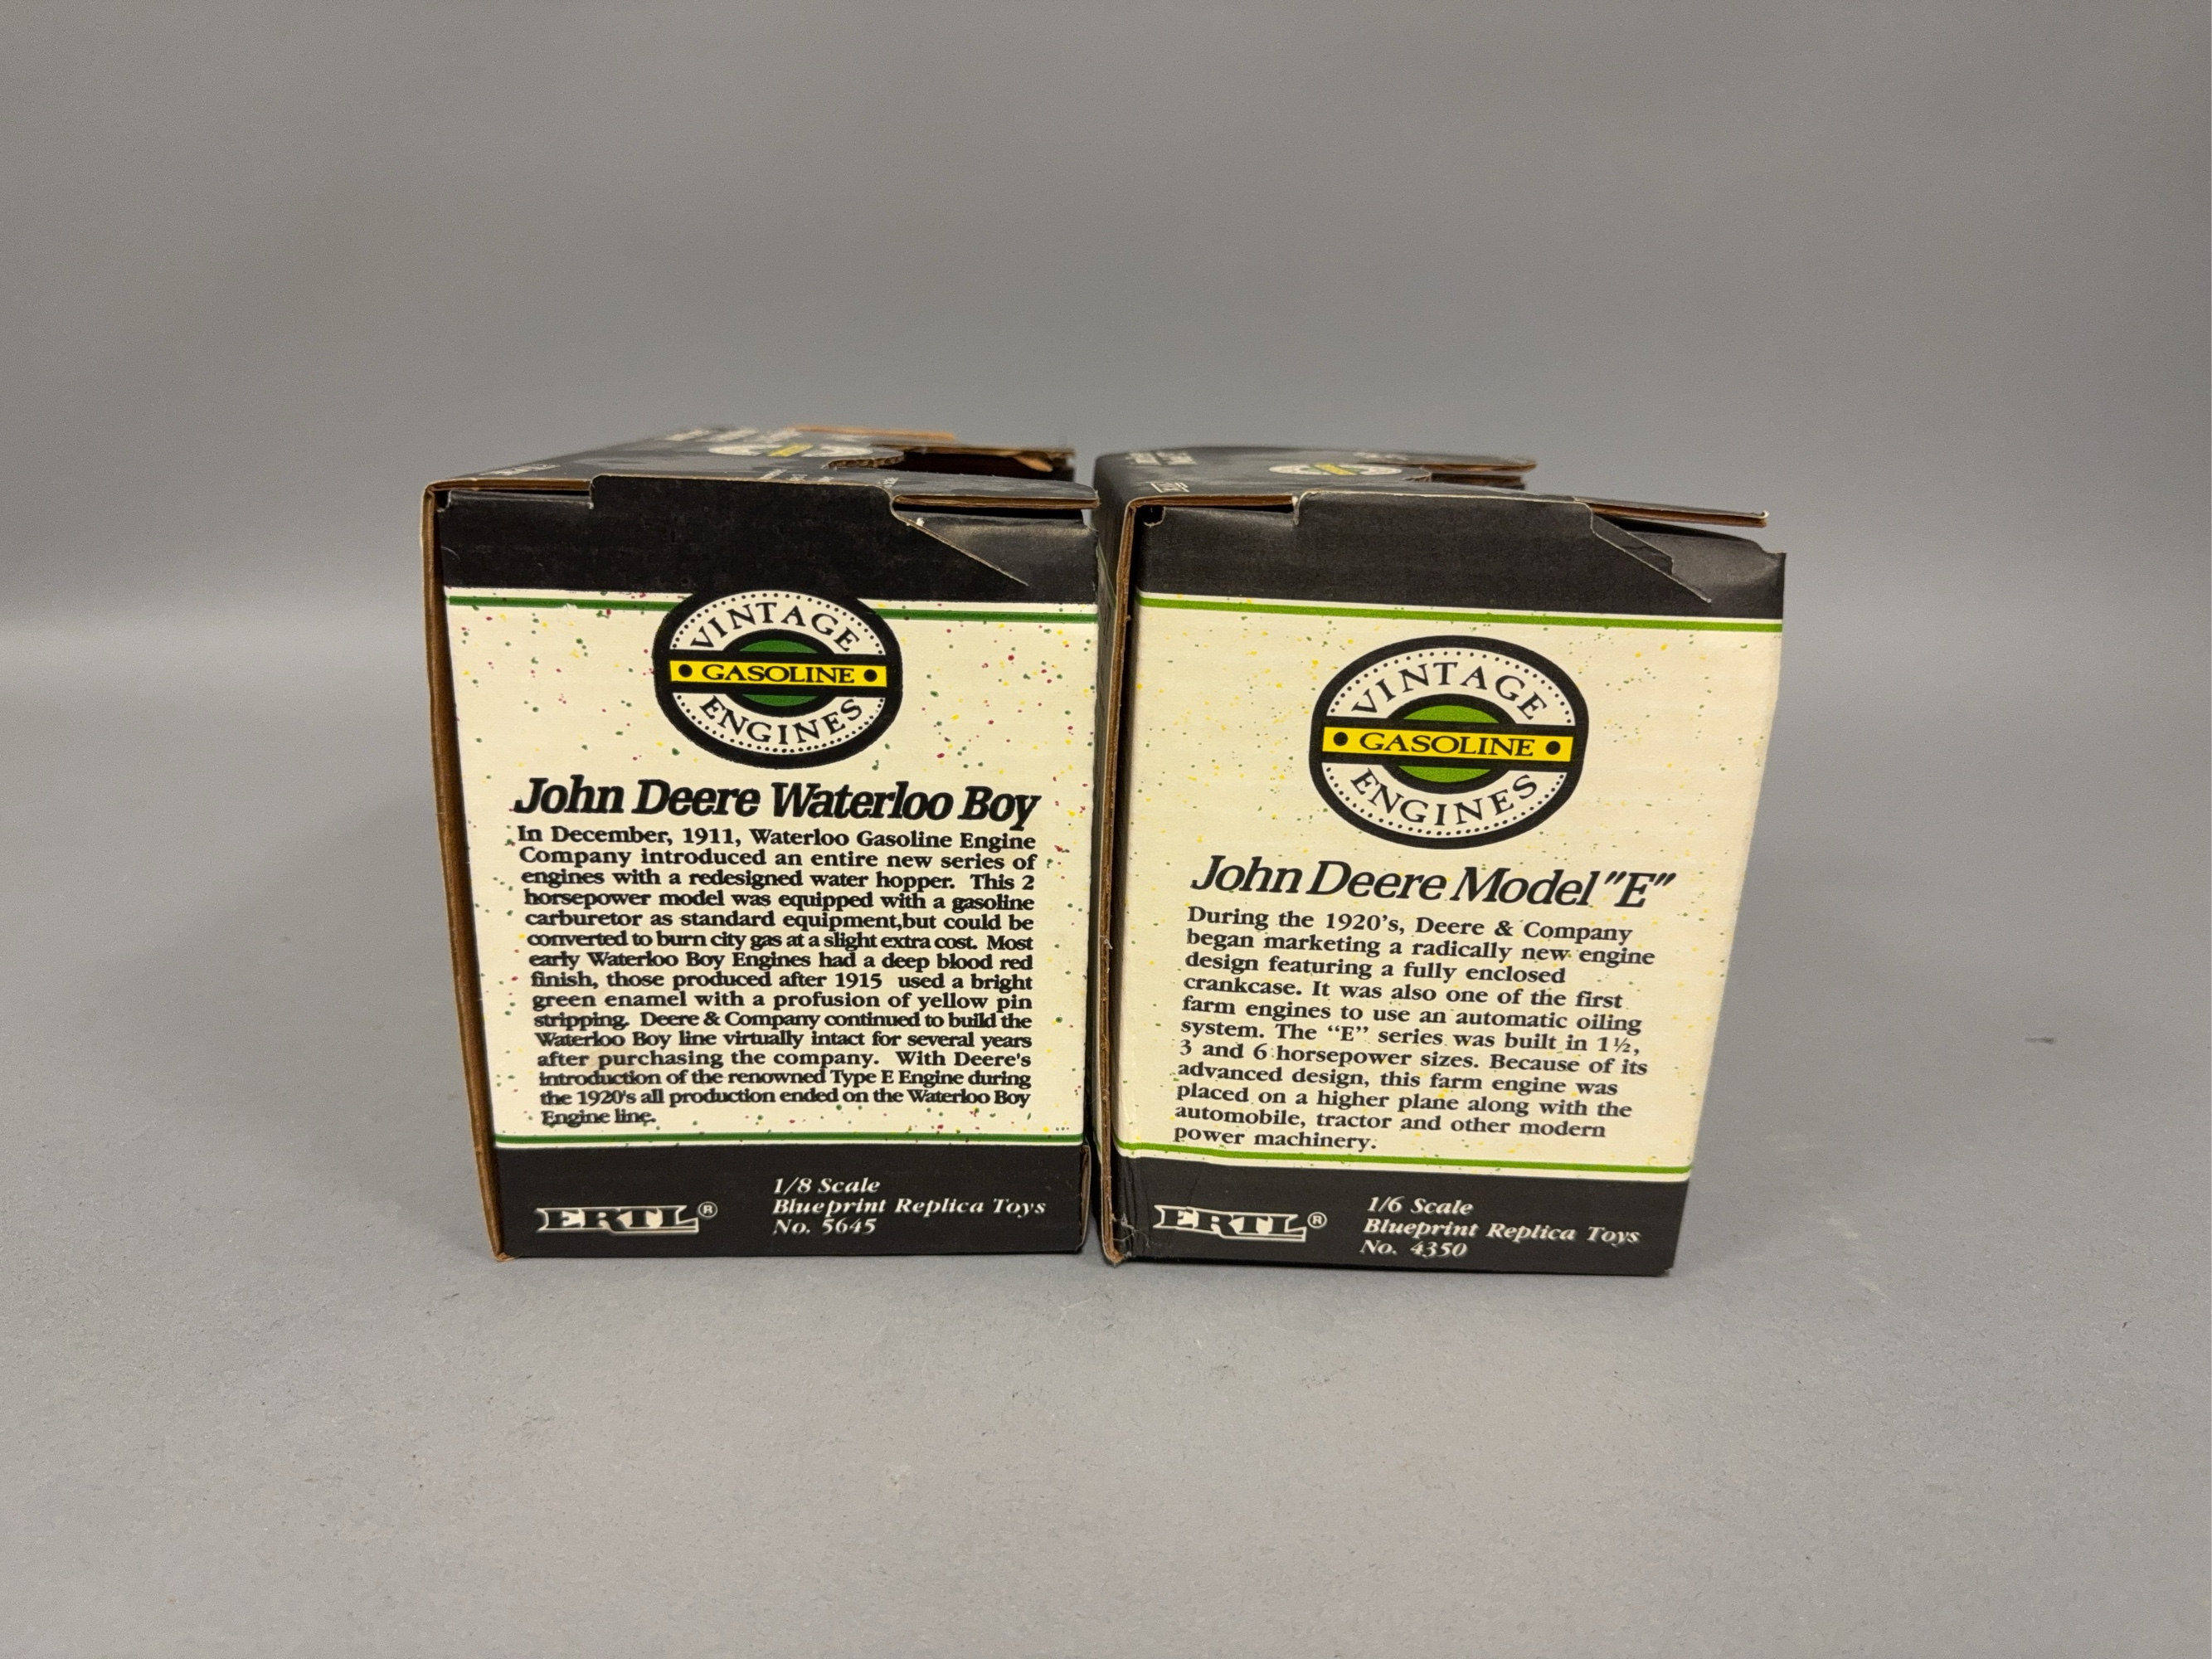 VINTAGE
GASOLINE
ENGINES
John Deere Waterloo Boy
In December, 1911, Waterloo Gasoline Engine
Company introduced an entire new series of
engines with a redesigned water hopper. This 2
horsepower model was equipped with a gasoline
carburetor as standard equipment,but could be
converted to burn city gas at a slight extra cost. Most
early Waterloo Boy Engines had a deep blood red
finish, those produced after 1915 used a bright
green enamel with a profusion of yellow pin
stripping. Deere & Company continued to build the
Waterloo Boy line virtually intact for several years
after purchasing the company. With Deere's
introduction of the renowned Type E Engine during
the 1920's all production ended on the Waterloo Boy
Engine line.
ERTL®
1/8 Scale
Blueprint Replica Toys
No. 5645
VINTAGE
GASOLINE
ENGINES
John Deere Model "E"
During the 1920's, Deere & Company
began marketing a radically new engine
design featuring a fully enclosed
crankcase. It was also one of the first
farm engines to use an automatic oiling
system. The "E" series was built in 1½,
3 and 6 horsepower sizes. Because of its
advanced design, this farm engine was
placed on a higher plane along with the
automobile, tractor and other modern
power machinery.
ERTL®
1/6 Scale
Blueprint Replica Toys
No. 4350